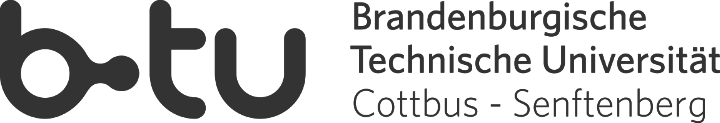 b-tu
Brandenburgische
Technische Universität
Cottbus - Senftenberg